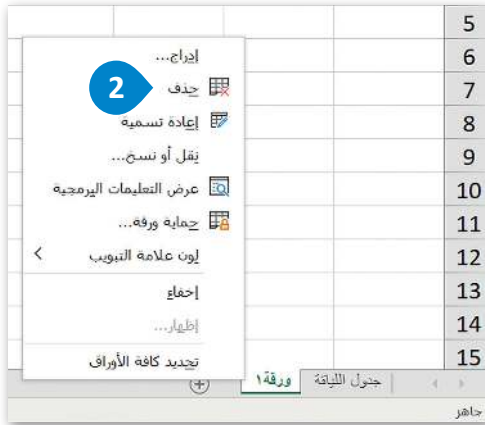 إدراج...
2
حذف
إعادة تسمية
نقل أو نسخ...
عرض التعليمات البرمجية
حماية ورقة...
لون علامة التبويب
إخفاء
إظهار...
تحديد كافة الأوراق
5
6
7
8
9
10
11
12
13
14
15
جدول اللياقة
ورقة١
جاهز